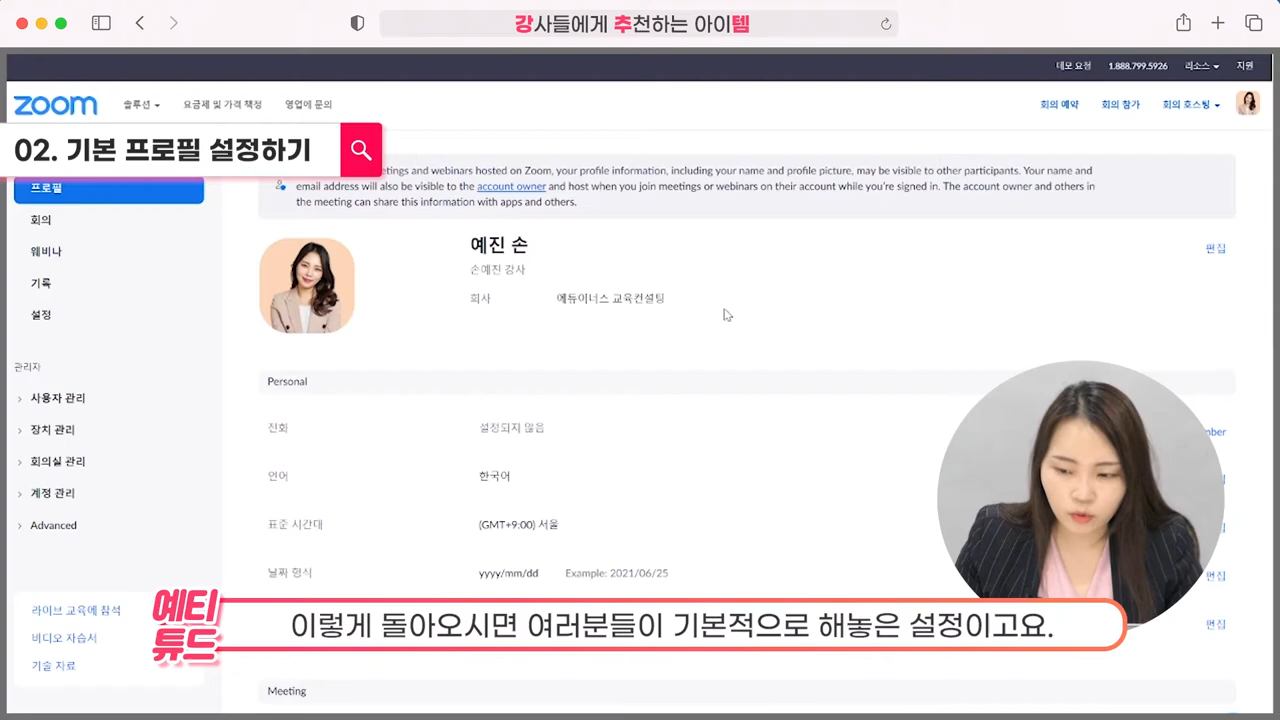 강사들에게 추천하는 아이템
데모 요청 1.888.799.5926 리소스 지원
zoom 솔루션 요금제 및 가격 책정 영업에 문의 회의 예약 회의 참가 회의 호스팅
02. 기본 프로필 설정하기
etings and webinars hosted on Zoom, your profile information, including your name and profile picture, may be visible to other participants. Your name and
email address will also be visible to the account owner and host when you join meetings or webinars on their account while you're signed in. The account owner and others in
the meeting can share this information with apps and others.
프로필
회의
웨비나
기록
설정
관리자
사용자 관리
장치 관리
회의실 관리
계정 관리
Advanced
라이브 교육에 참석
비디오 자습서
기술 자료
예진 손
편집
손예진 강사
회사 에듀이너스 교육컨설팅
Personal
전화 설정되지 않음
mber
언어 한국어
표준 시간대 (GMT+9:00) 서울
날짜 형식 yyyy/mm/dd Example: 2021/06/25
편집
편집
예티튜드
이렇게 돌아오시면 여러분들이 기본적으로 해놓은 설정이고요.
Meeting